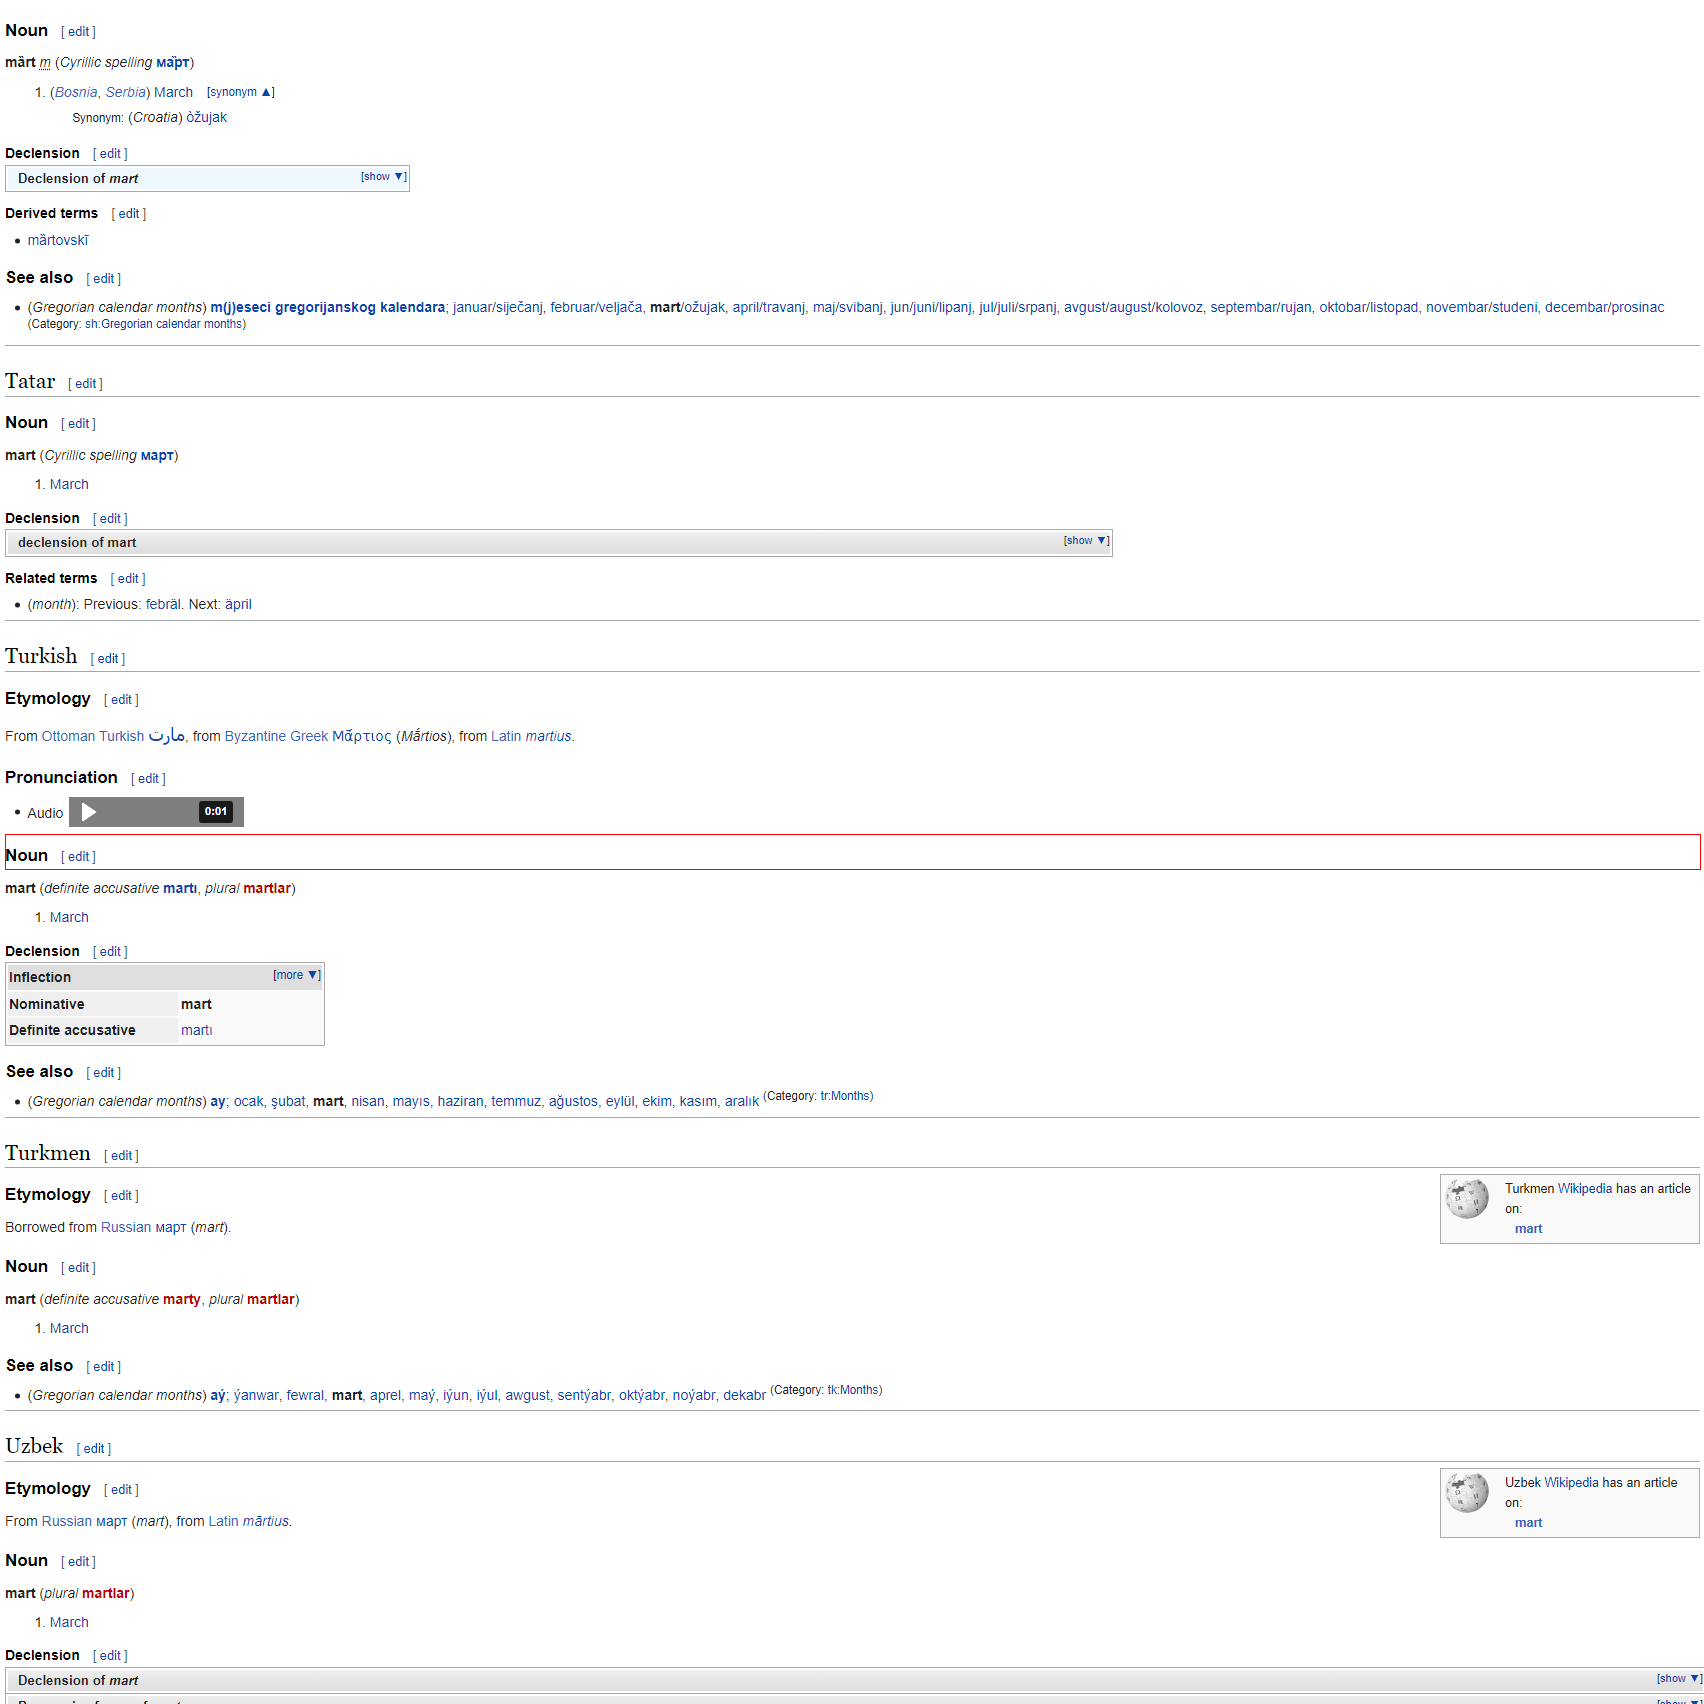 Noun [ edit ]
mȁrt m (Cyrillic spelling ма̏рт)
1. (Bosnia, Serbia) March [synonym ▲]
Synonym: (Croatia) òžujak
Declension [ edit ]
Declension of mart [show ▼]
Derived terms [ edit ]
• mȁrtovskī
See also [ edit ]
• (Gregorian calendar months) m(j)eseci gregorijanskog kalendara; januar/siječanj, februar/veljača, mart/ožujak, april/travanj, maj/svibanj, jun/juni/lipanj, jul/juli/srpanj, avgust/august/kolovoz, septembar/rujan, oktobar/listopad, novembar/studeni, decembar/prosinac
(Category: sh:Gregorian calendar months)
Tatar [ edit ]
Noun [ edit ]
mart (Cyrillic spelling март)
1. March
Declension [ edit ]
declension of mart [show ▼]
Related terms [ edit ]
• (month): Previous: febräl. Next: äpril
Turkish [ edit ]
Etymology [ edit ]
From Ottoman Turkish مارت, from Byzantine Greek Μᾰ́ρτιος (Mắrtios), from Latin martius.
Pronunciation [ edit ]
• Audio 0:01
Noun [ edit ]
mart (definite accusative martı, plural martlar)
1. March
Declension [ edit ]
Inflection [more ▼]
Nominative mart
Definite accusative martı
See also [ edit ]
• (Gregorian calendar months) ay; ocak, şubat, mart, nisan, mayıs, haziran, temmuz, ağustos, eylül, ekim, kasım, aralık (Category: tr:Months)
Turkmen [ edit ]
Turkmen Wikipedia has an article
on:
mart
Etymology [ edit ]
Borrowed from Russian март (mart).
Noun [ edit ]
mart (definite accusative marty, plural martlar)
1. March
See also [ edit ]
• (Gregorian calendar months) aý; ýanwar, fewral, mart, aprel, maý, iýun, iýul, awgust, sentýabr, oktýabr, noýabr, dekabr (Category: tk:Months)
Uzbek [ edit ]
Uzbek Wikipedia has an article
on:
mart
Etymology [ edit ]
From Russian март (mart), from Latin mārtius.
Noun [ edit ]
mart (plural martlar)
1. March
Declension [ edit ]
Declension of mart [show ▼]